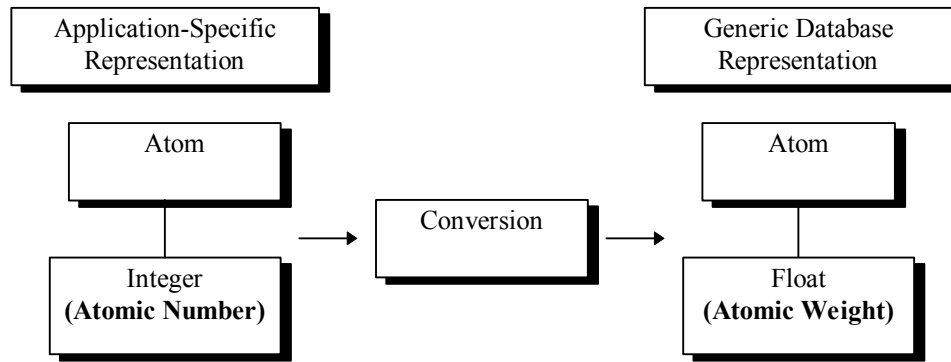 Application-Specific
Representation
Generic Database
Representation
Atom
Atom
Conversion
Integer
(Atomic Number)
Float
(Atomic Weight)